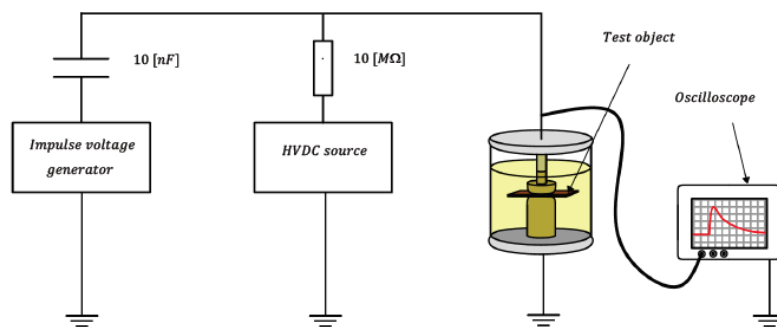 10 [nF]
Impulse voltage
generator
10 [MΩ]
HVDC source
Test object
Oscilloscope